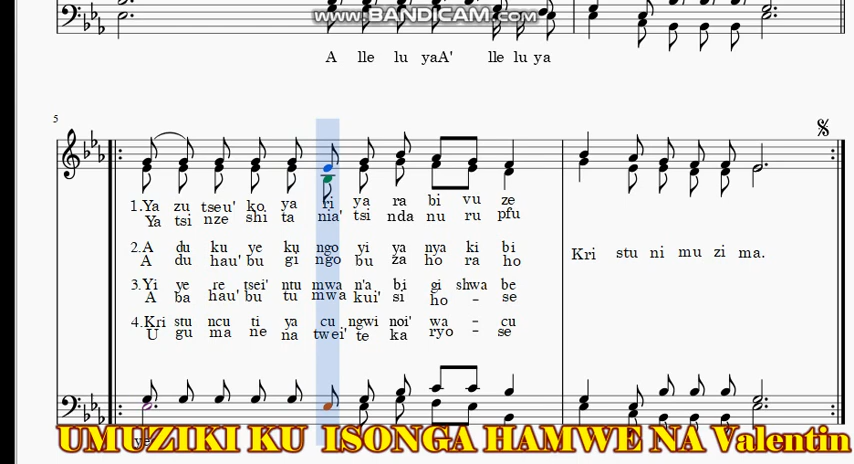 www.BANDICAM.com
A lle lu yaA' lle lu ya
5
1.Ya zu tseu' ko ya ri ya ra bi vu ze
Ya tsi nze shi ta nia' tsi nda nu ru pfu
2.A du ku ye ku ngo yi ya nya ki bi
A du hau' bu gi ngo bu za ho ra ho
Kri stu ni mu zi ma.
3.Yi ye re tsei' ntu mwa n'a bi gi shwa be
A ba hau' bu tu mwa kui' si ho - se
4.Kri stu ncu ti ya cu ngwi noi' wa - cu
U gu ma ne na twei' te ka ryo - se
UMUZIKI KU ISONGA HAMWE NA Valentin